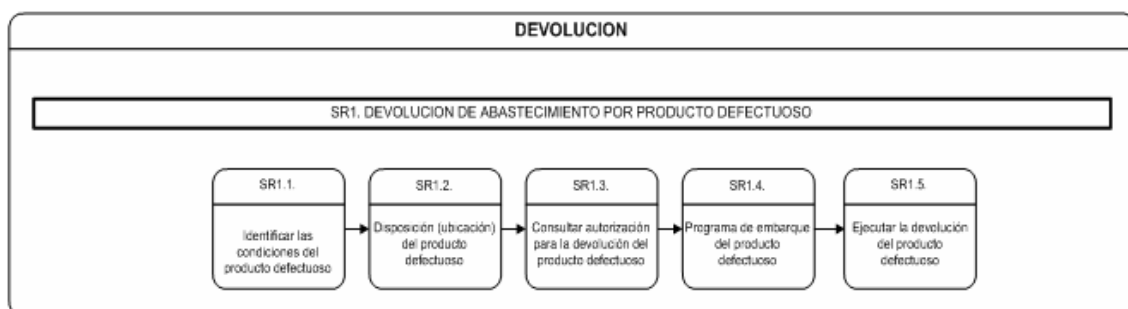 DEVOLUCION
SR1. DEVOLUCION DE ABASTECIMIENTO POR PRODUCTO DEFECTUOSO
SR1.1.
Identificar las
condiciones del
producto defectuoso
SR1.2.
Disposición (ubicación)
del producto
defectuoso
SR1.3.
Consultar autorización
para la devolución del
producto defectuoso
SR1.4.
Programa de embarque
del producto
defectuoso
SR1.5.
Ejecutar la devolución
del producto
defectuoso